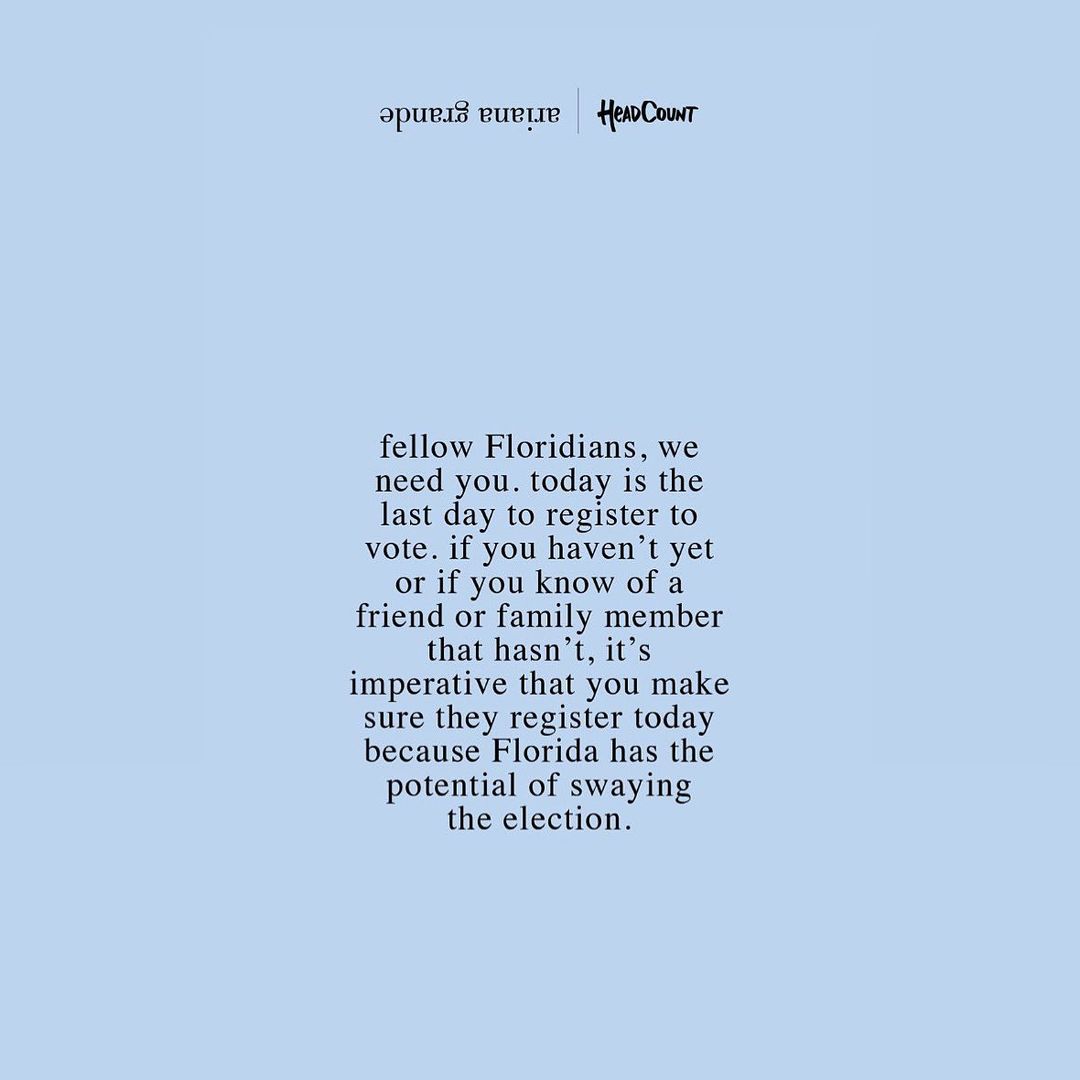 ariana grande | HEADCOUNT
fellow Floridians, we
need you. today is the
last day to register to
vote. if you haven’t yet
or if you know of a
friend or family member
that hasn’t, it’s
imperative that you make
sure they register today
because Florida has the
potential of swaying
the election.